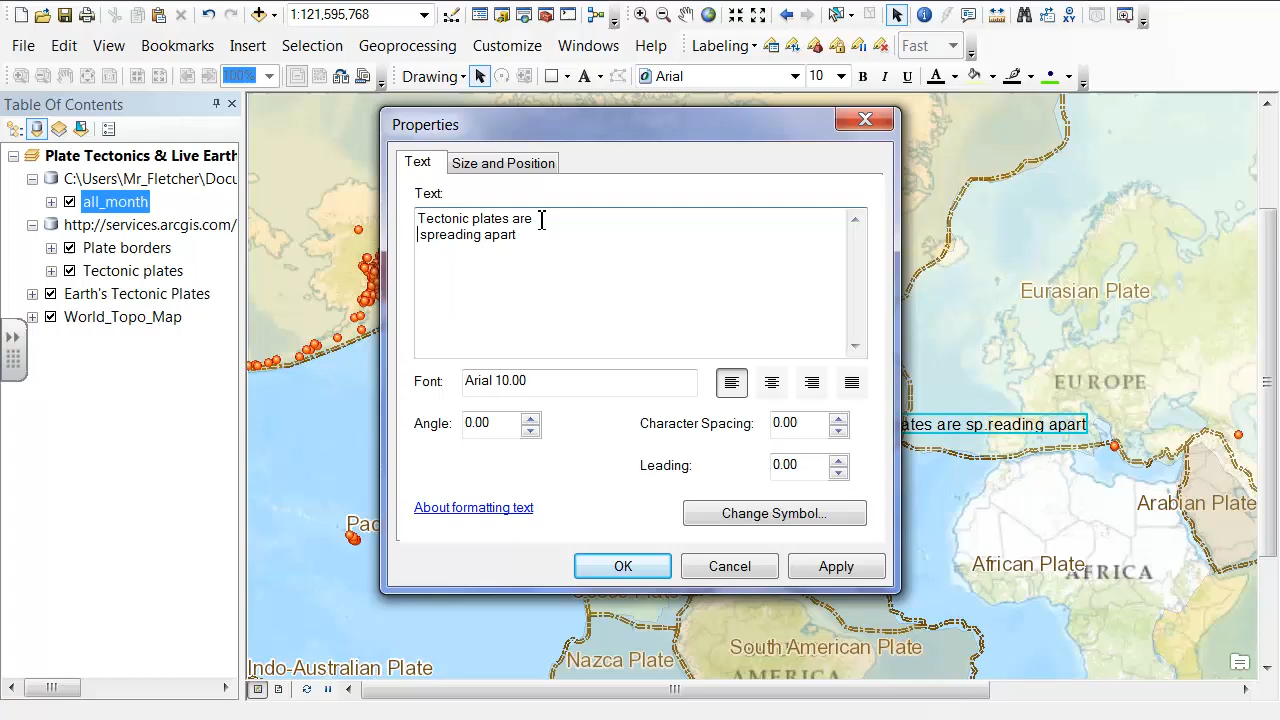 1:121,595,768
File Edit View Bookmarks Insert Selection Geoprocessing Customize Windows Help Labeling Fast
100% Drawing A Arial 10 B I U A
Table Of Contents
Plate Tectonics & Live Earth
C:\Users\Mr_Fletcher\Docu
all_month
http://services.arcgis.com/
Plate borders
Tectonic plates
Earth's Tectonic Plates
World_Topo_Map
Properties
Text Size and Position
Text:
Tectonic plates are
spreading apart
Font: Arial 10.00
Angle: 0.00 Character Spacing: 0.00
Leading: 0.00
About formatting text Change Symbol...
OK Cancel Apply
Eurasian Plate
EUROPE
ates are sp.reading apart
Arabian Plate
Pac
African Plate
AFRICA
South American Plate
AMERICA
Nazca Plate
Indo-Australian Plate